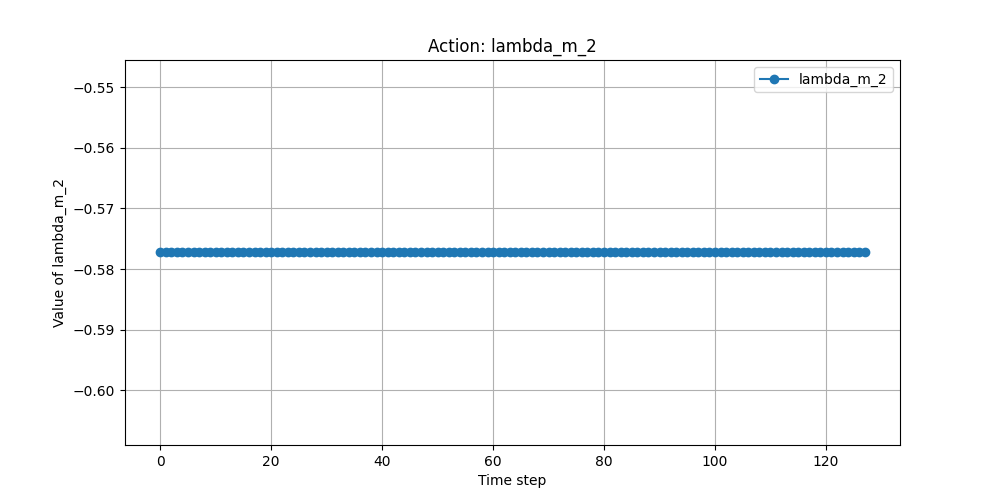 Action: lambda_m_2
lambda_m_2
Value of lambda_m_2
−0.55
−0.56
−0.57
−0.58
−0.59
−0.60
0 20 40 60 80 100 120
Time step